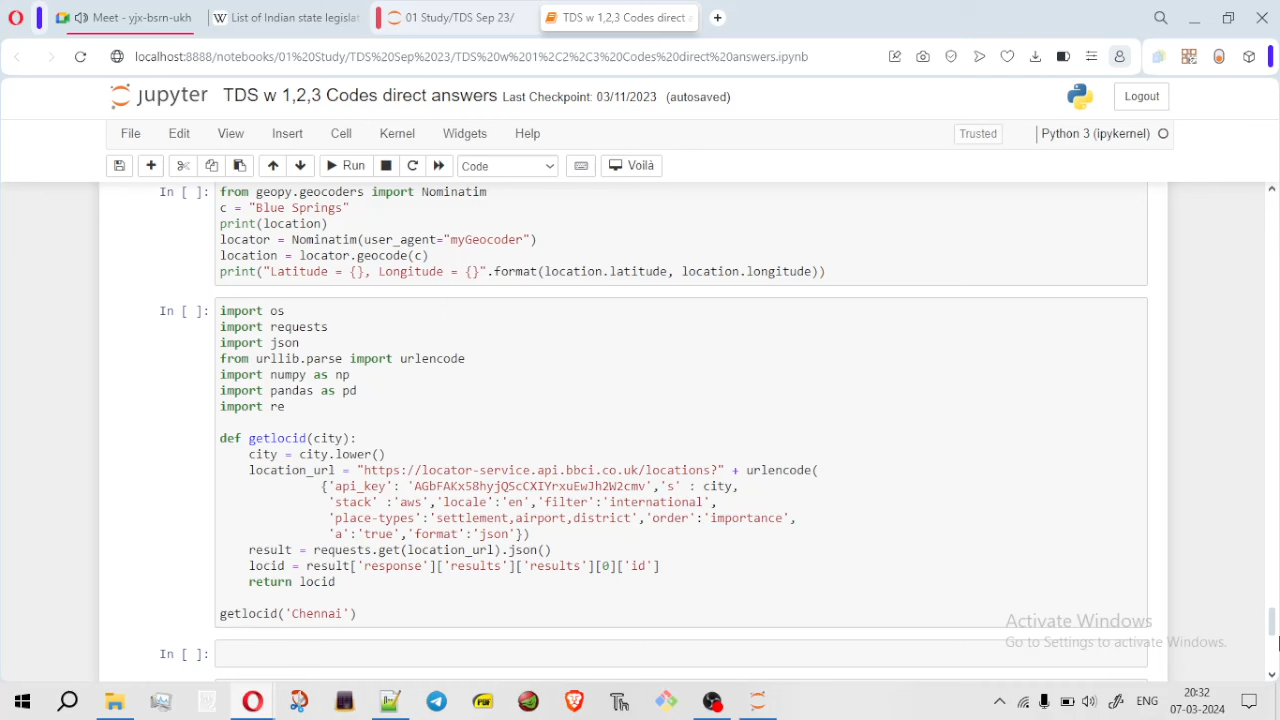 Meet - yjx-bsrn-ukh
List of Indian state legislat
01 Study/TDS Sep 23/
TDS w 1,2,3 Codes direct a
localhost:8888/notebooks/01%20Study/TDS%20Sep%2023/TDS%20w%201%2C2%2C3%20Codes%20direct%20answers.ipynb
jupyter TDS w 1,2,3 Codes direct answers Last Checkpoint: 03/11/2023 (autosaved)
Logout
File Edit View Insert Cell Kernel Widgets Help
Trusted
Python 3 (ipykernel)
Run
Code
Voilà
In [ ]: from geopy.geocoders import Nominatim
c = "Blue Springs"
print(location)
locator = Nominatim(user_agent="myGeocoder")
location = locator.geocode(c)
print("Latitude = {}, Longitude = {}".format(location.latitude, location.longitude))
In [ ]: import os
import requests
import json
from urllib.parse import urlencode
import numpy as np
import pandas as pd
import re
def getlocid(city):
city = city.lower()
location_url = "https://locator-service.api.bbci.co.uk/locations?" + urlencode(
{'api_key': 'AGbFAKx58hyjQScCXIYrxuEwJh2W2cmv','s' : city,
'stack' :'aws','locale':'en','filter':'international',
'place-types':'settlement,airport,district','order':'importance',
'a':'true','format':'json'})
result = requests.get(location_url).json()
locid = result['response']['results']['results'][0]['id']
return locid
getlocid('Chennai')
Activate Windows
Go to Settings to activate Windows.
In [ ]:
ENG
20:32
07-03-2024